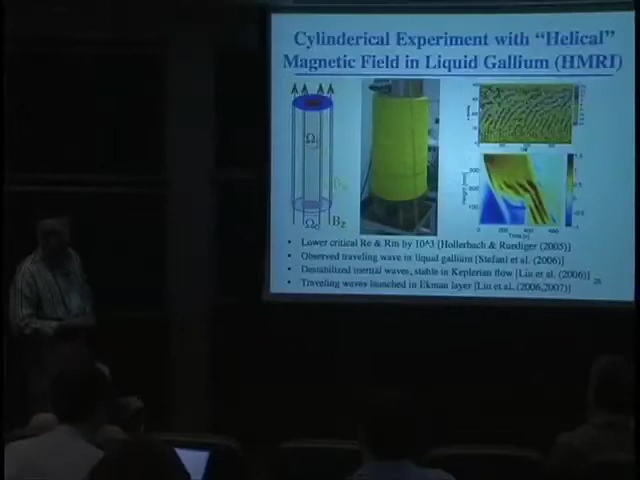 Cylinderical Experiment with "Helical"
Magnetic Field in Liquid Gallium (HMRI)
Ω
Ω
B_z
• Lower critical Re & Rm by 10^3 [Hollerbach & Ruediger (2005)]
• Observed traveling wave in liquid gallium [Stefani et al. (2006)]
• Destabilized inertial waves, stable in Keplerian flow [Liu et al. (2006)]
• Traveling waves launched in Ekman layer [Liu et al. (2006,2007)]